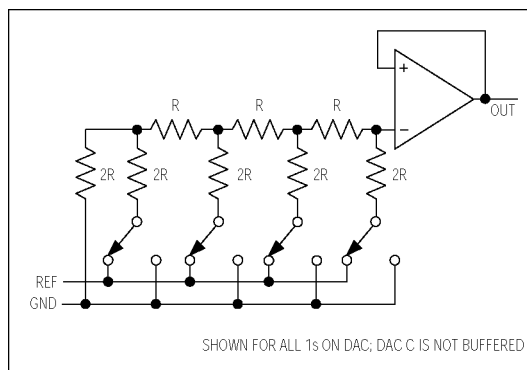 R R R
OUT
2R 2R 2R 2R 2R
REF
GND
SHOWN FOR ALL 1s ON DAC; DAC C IS NOT BUFFERED